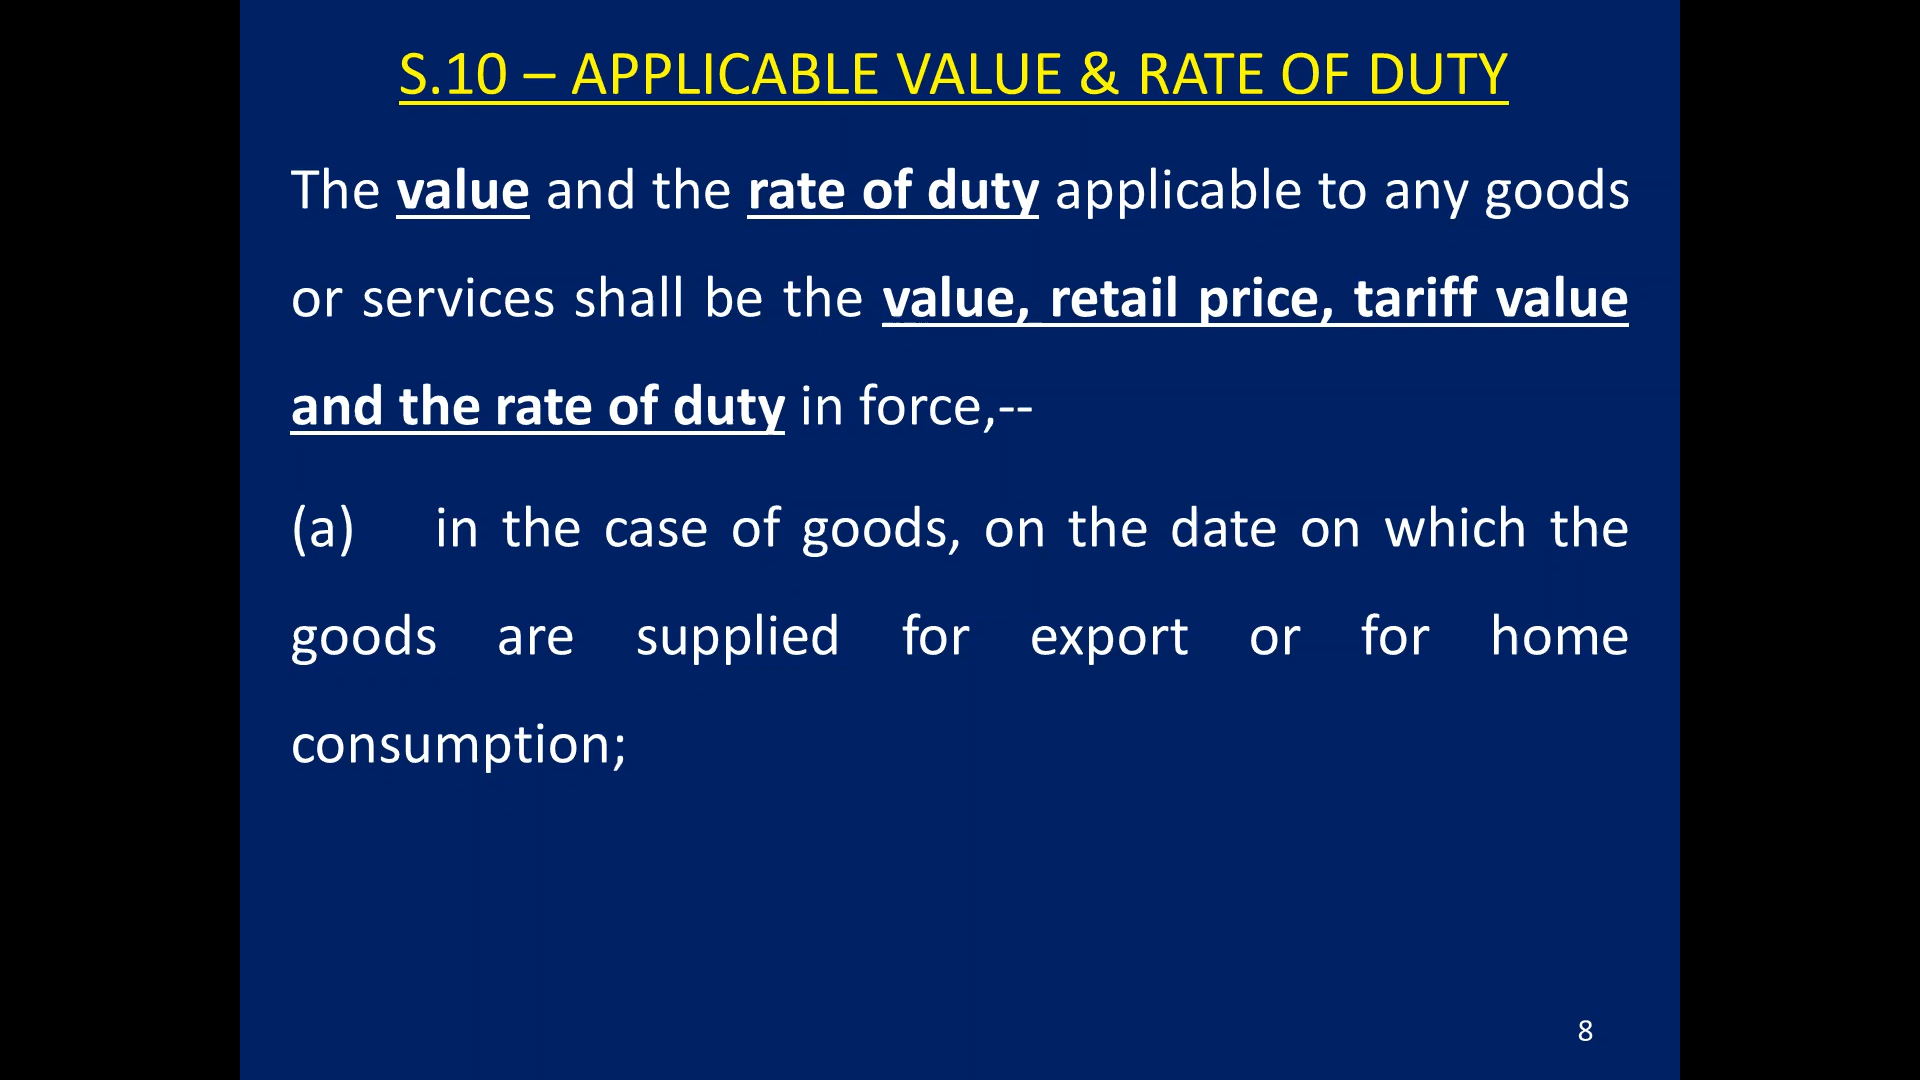 S.10 – APPLICABLE VALUE & RATE OF DUTY
The value and the rate of duty applicable to any goods
or services shall be the value, retail price, tariff value
and the rate of duty in force,--
(a) in the case of goods, on the date on which the
goods are supplied for export or for home
consumption;
8